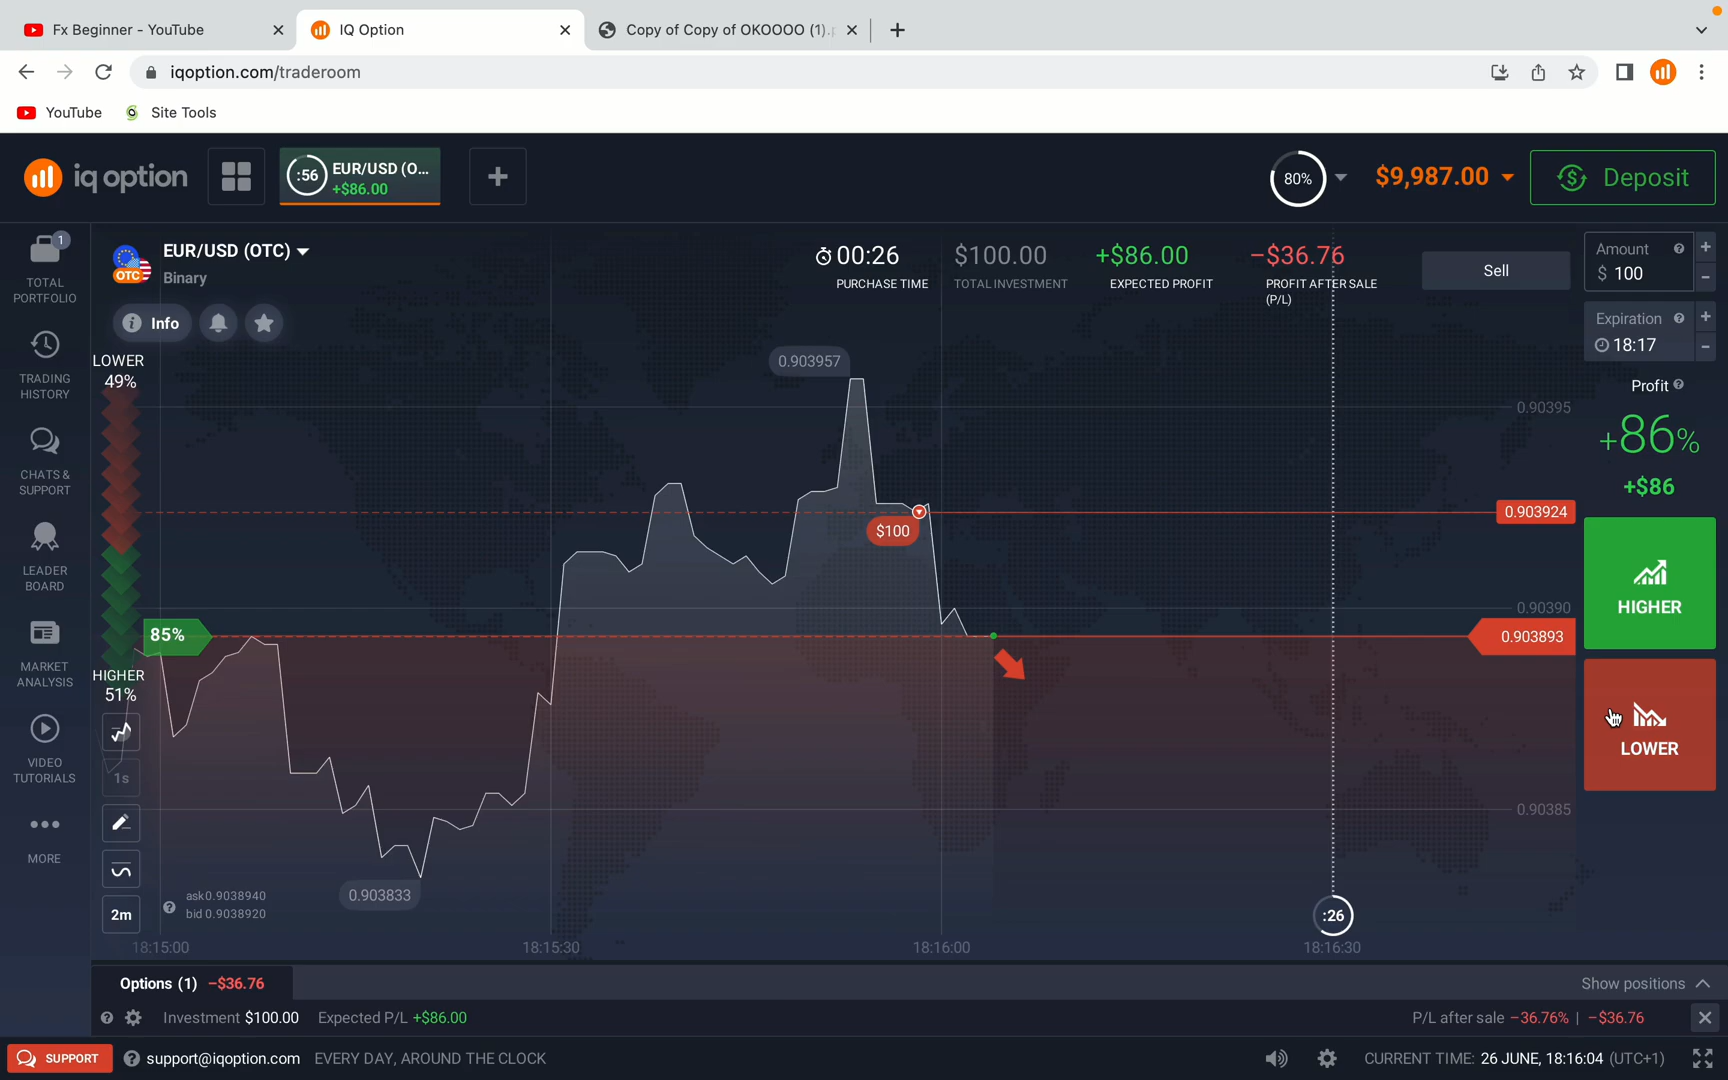 Fx Beginner - YouTube
IQ Option
Copy of Copy of OKOOOO (1).
iqoption.com/traderoom
YouTube
Site Tools
iq option
:56
EUR/USD (O...
+$86.00
80%
$9,987.00
Deposit
1
TOTAL
PORTFOLIO
TRADING
HISTORY
CHATS &
SUPPORT
LEADER
BOARD
MARKET
ANALYSIS
VIDEO
TUTORIALS
MORE
OTC
EUR/USD (OTC)
Binary
Info
00:26
PURCHASE TIME
$100.00
TOTAL INVESTMENT
+$86.00
EXPECTED PROFIT
−$36.76
PROFIT AFTER SALE
(P/L)
Sell
Amount
$ 100
Expiration
18:17
Profit
+86%
+$86
HIGHER
LOWER
LOWER
49%
85%
HIGHER
51%
1s
2m
ask 0.9038940
bid 0.9038920
0.903957
$100
0.903833
0.90395
0.903924
0.90390
0.903893
0.90385
:26
18:15:00
18:15:30
18:16:00
18:16:30
Options (1) −$36.76
Show positions
Investment $100.00 Expected P/L +$86.00
P/L after sale −36.76% | −$36.76
SUPPORT
support@iqoption.com EVERY DAY, AROUND THE CLOCK
CURRENT TIME: 26 JUNE, 18:16:04 (UTC+1)